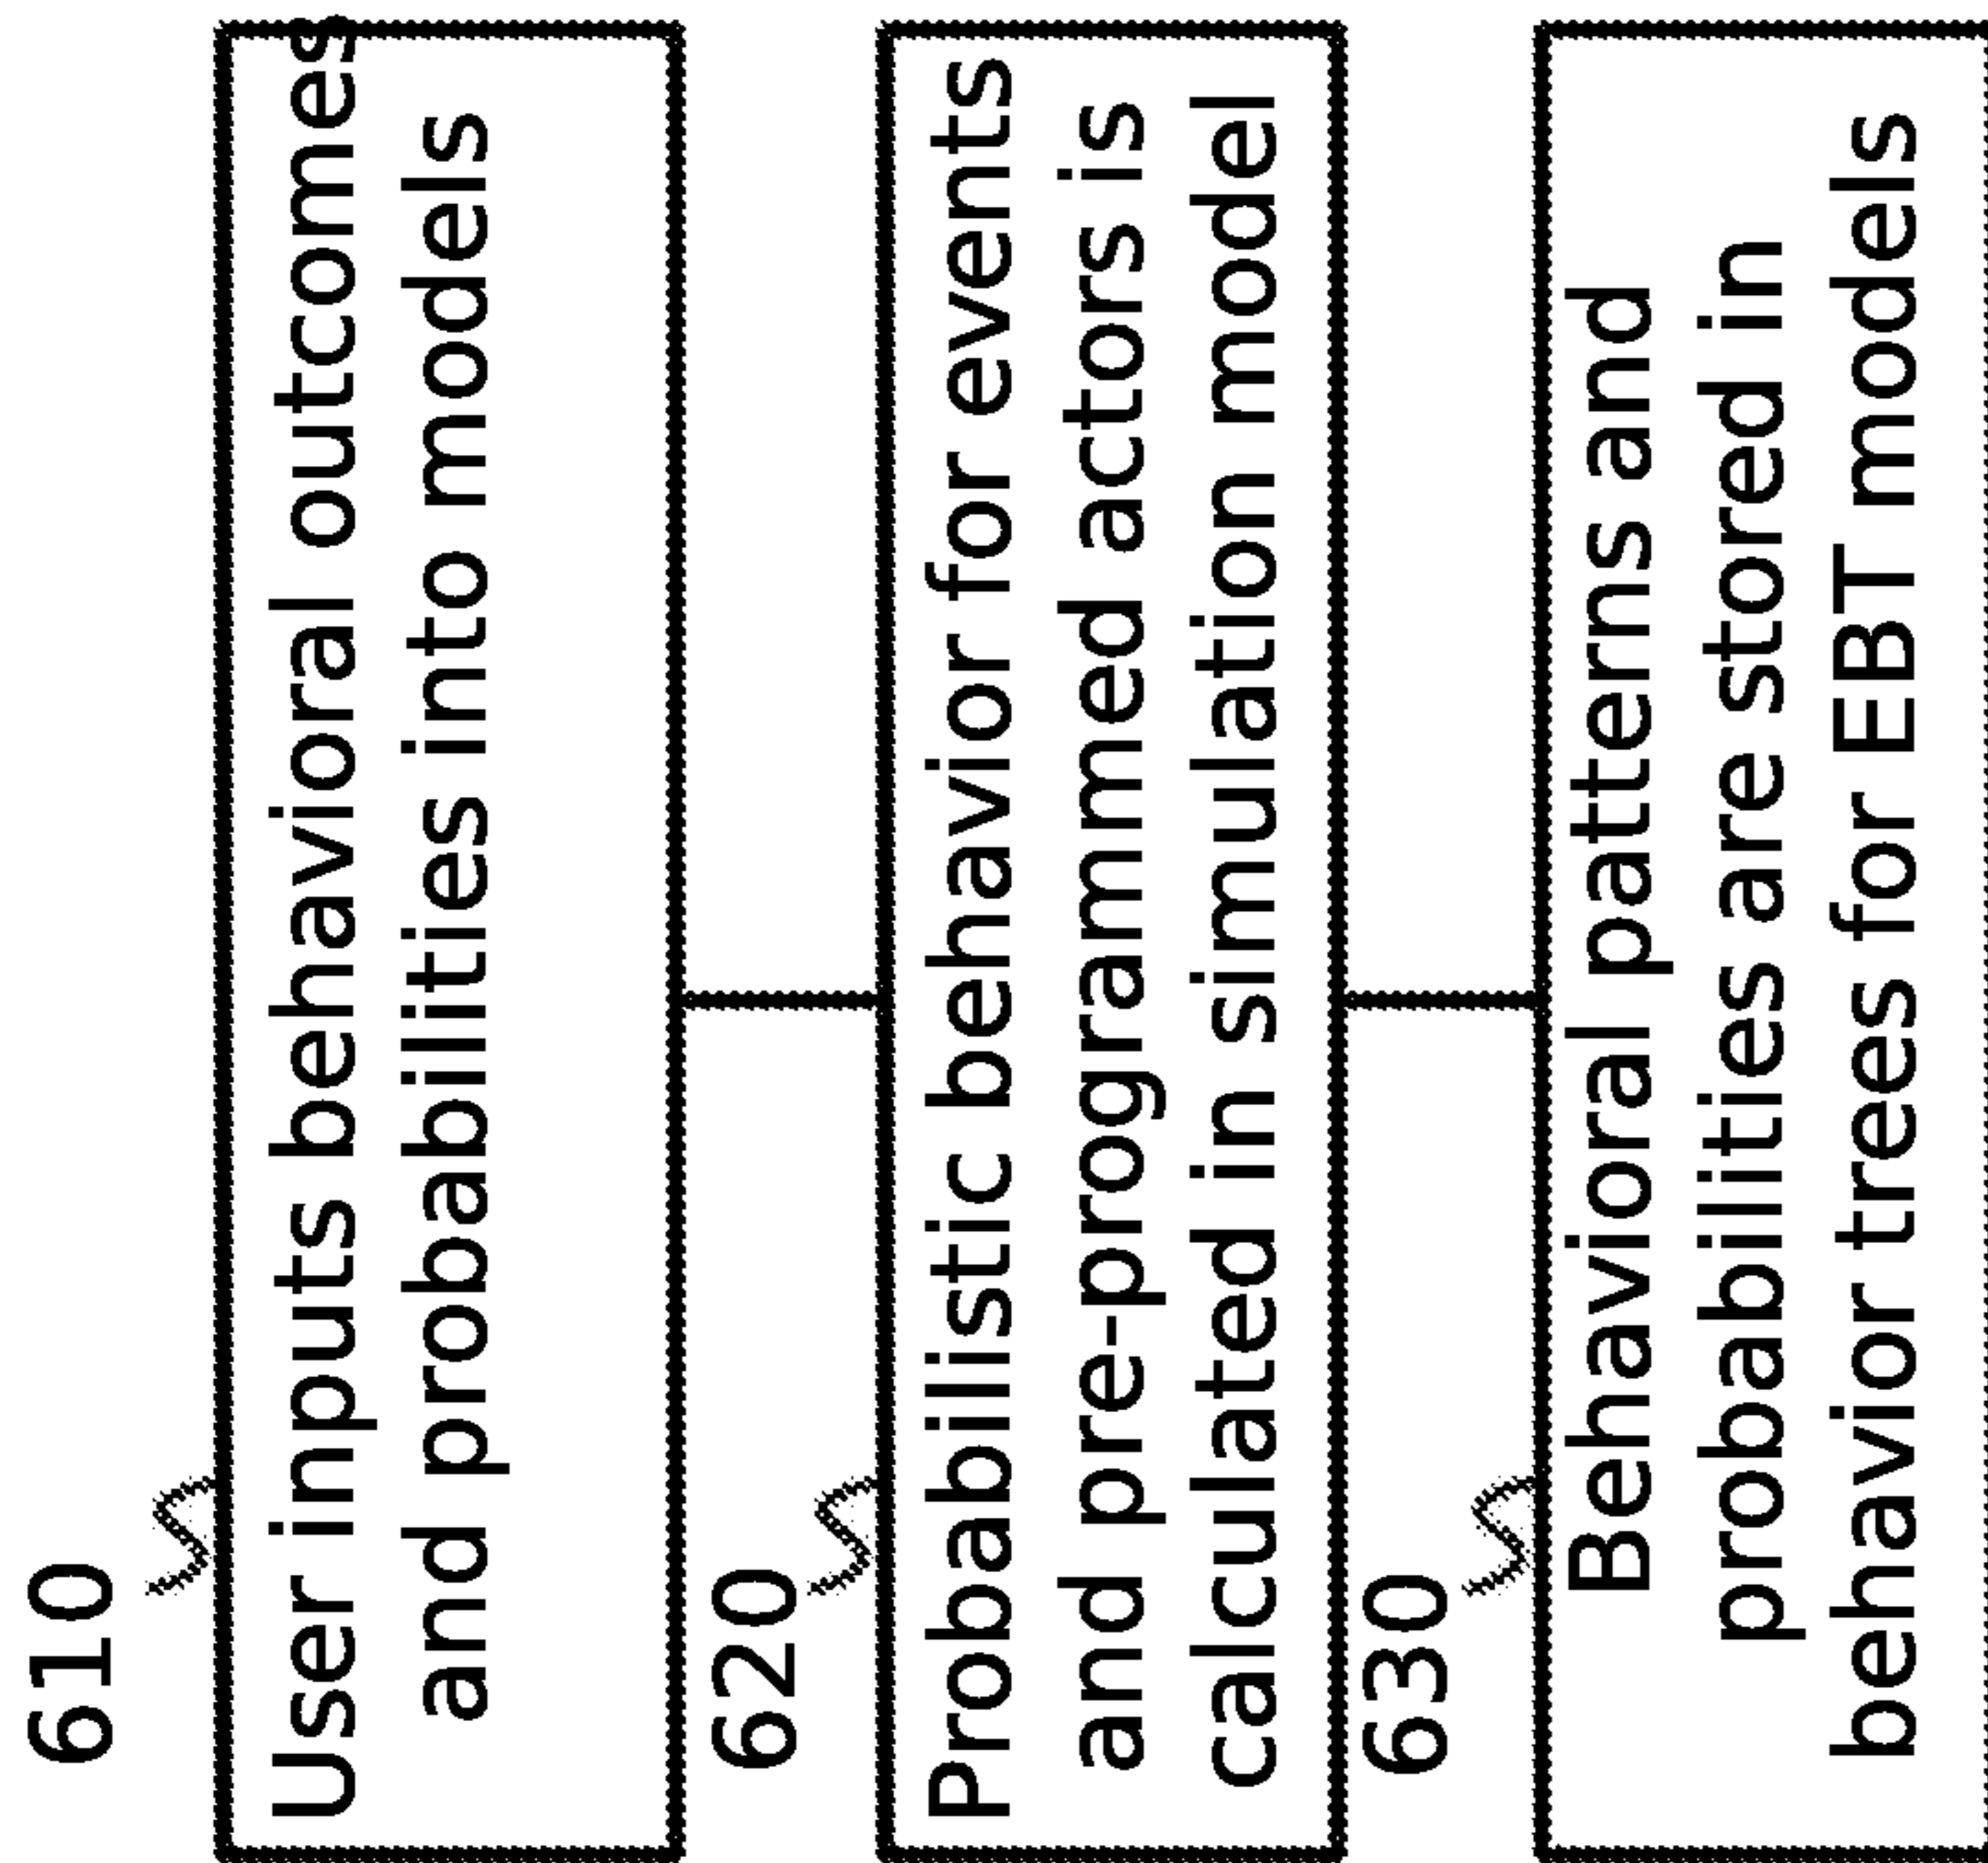 610
User inputs behavioral outcomes
and probabilities into models
620
Probabilistic behavior for events
and pre-programmed actors is
calculated in simulation model
630
Behavioral patterns and
probabilities are stored in
behavior trees for EBT models